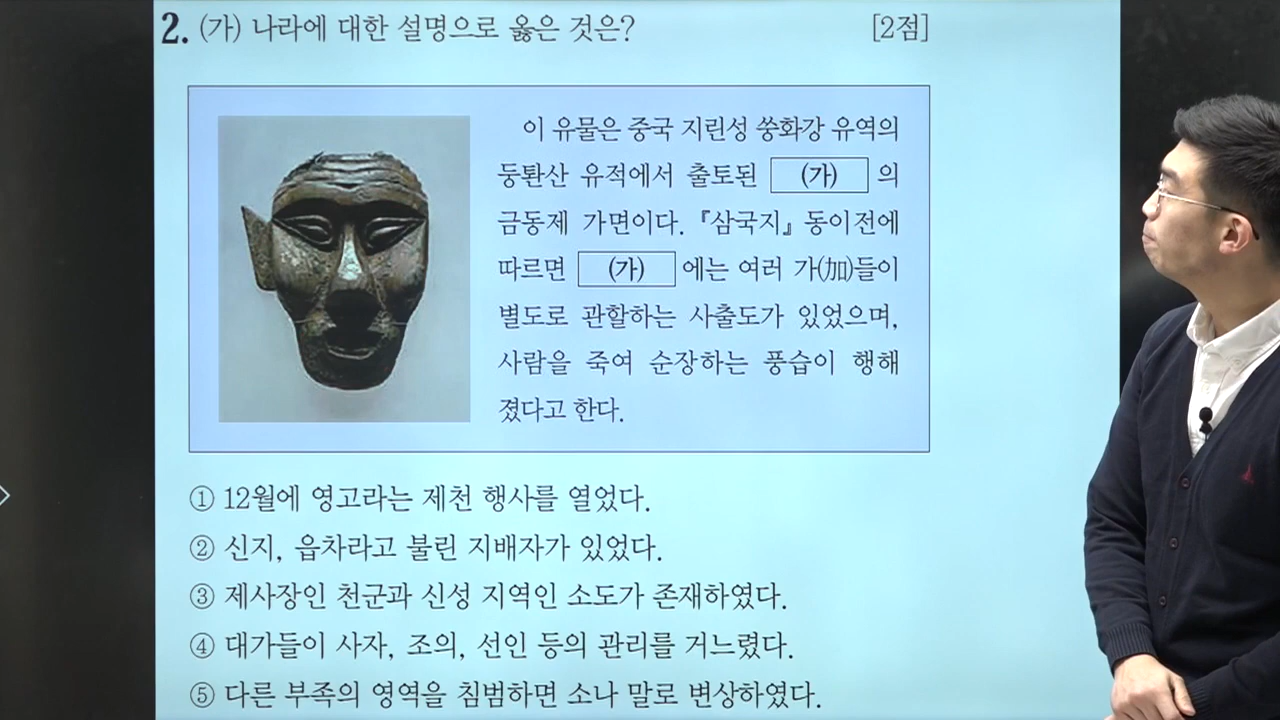 2. (가) 나라에 대한 설명으로 옳은 것은? [2점]
이 유물은 중국 지린성 쑹화강 유역의
둥퇀산 유적에서 출토된 (가) 의
금동제 가면이다. 『삼국지』 동이전에
따르면 (가) 에는 여러 가(加)들이
별도로 관할하는 사출도가 있었으며,
사람을 죽여 순장하는 풍습이 행해
졌다고 한다.
① 12월에 영고라는 제천 행사를 열었다.
② 신지, 읍차라고 불린 지배자가 있었다.
③ 제사장인 천군과 신성 지역인 소도가 존재하였다.
④ 대가들이 사자, 조의, 선인 등의 관리를 거느렸다.
⑤ 다른 부족의 영역을 침범하면 소나 말로 변상하였다.